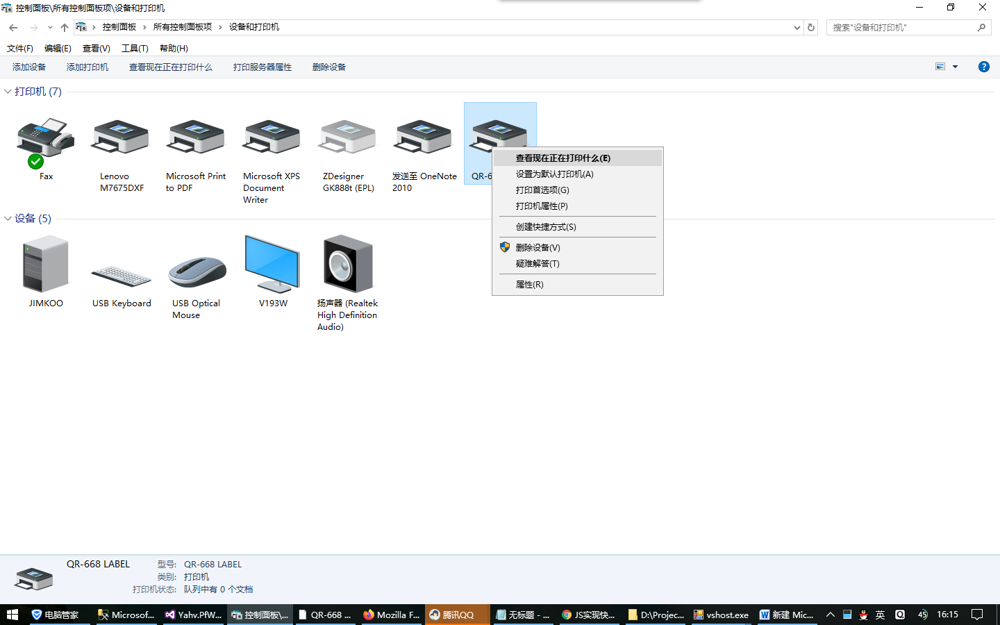 控制面板\所有控制面板项\设备和打印机
控制面板 所有控制面板项 设备和打印机
搜索"设备和打印机"
文件(F) 编辑(E) 查看(V) 工具(T) 帮助(H)
添加设备 添加打印机 查看现在正在打印什么 打印服务器属性 删除设备
打印机 (7)
Fax
Lenovo
M7675DXF
Microsoft Print
to PDF
Microsoft XPS
Document
Writer
ZDesigner
GK888t (EPL)
发送至 OneNote
2010
QR-6
查看现在正在打印什么(E)
设置为默认打印机(A)
打印首选项(G)
打印机属性(P)
创建快捷方式(S)
删除设备(V)
疑难解答(T)
属性(R)
设备 (5)
JIMKOO
USB Keyboard
USB Optical
Mouse
V193W
扬声器 (Realtek
High Definition
Audio)
QR-668 LABEL
型号: QR-668 LABEL
类别: 打印机
打印机状态: 队列中有 0 个文档
电脑管家 Microsof... Yahv.PfW... 控制面板\... QR-668 ... Mozilla F... 腾讯QQ 无标题 - ... JS实现快... D:\Projec... vshost.exe 新建 Mic... 英 45 16:15